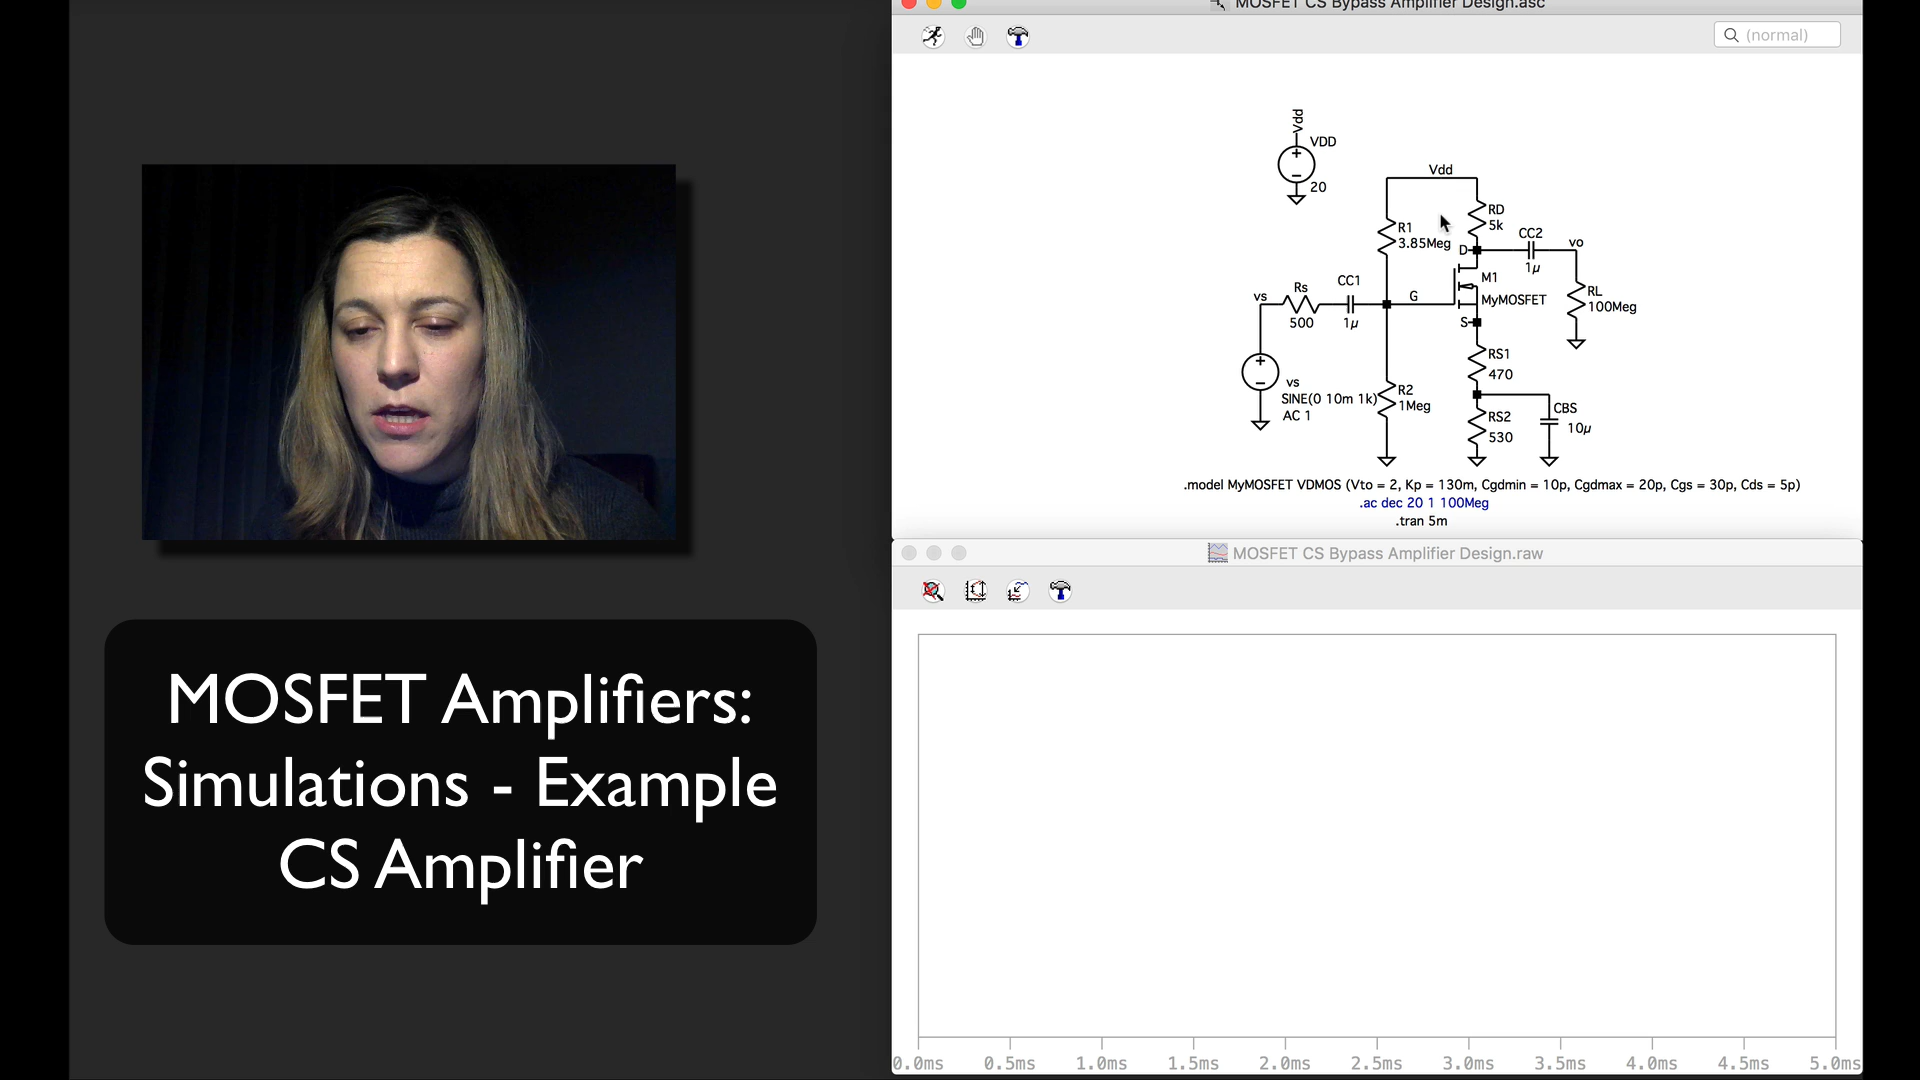 MOSFET CS Bypass Amplifier Design.asc
(normal)
Vdd
VDD
20
Vdd
RD
5k
R1
3.85Meg
D
CC2
1µ
vo
M1
MyMOSFET
RL
100Meg
CC1
1µ
G
vs
Rs
500
S
RS1
470
vs
SINE(0 10m 1k)
AC 1
R2
1Meg
RS2
530
CBS
10µ
.model MyMOSFET VDMOS (Vto = 2, Kp = 130m, Cgdmin = 10p, Cgdmax = 20p, Cgs = 30p, Cds = 5p)
.ac dec 20 1 100Meg
.tran 5m
MOSFET CS Bypass Amplifier Design.raw
MOSFET Amplifiers:
Simulations - Example
CS Amplifier
0.0ms 0.5ms 1.0ms 1.5ms 2.0ms 2.5ms 3.0ms 3.5ms 4.0ms 4.5ms 5.0ms